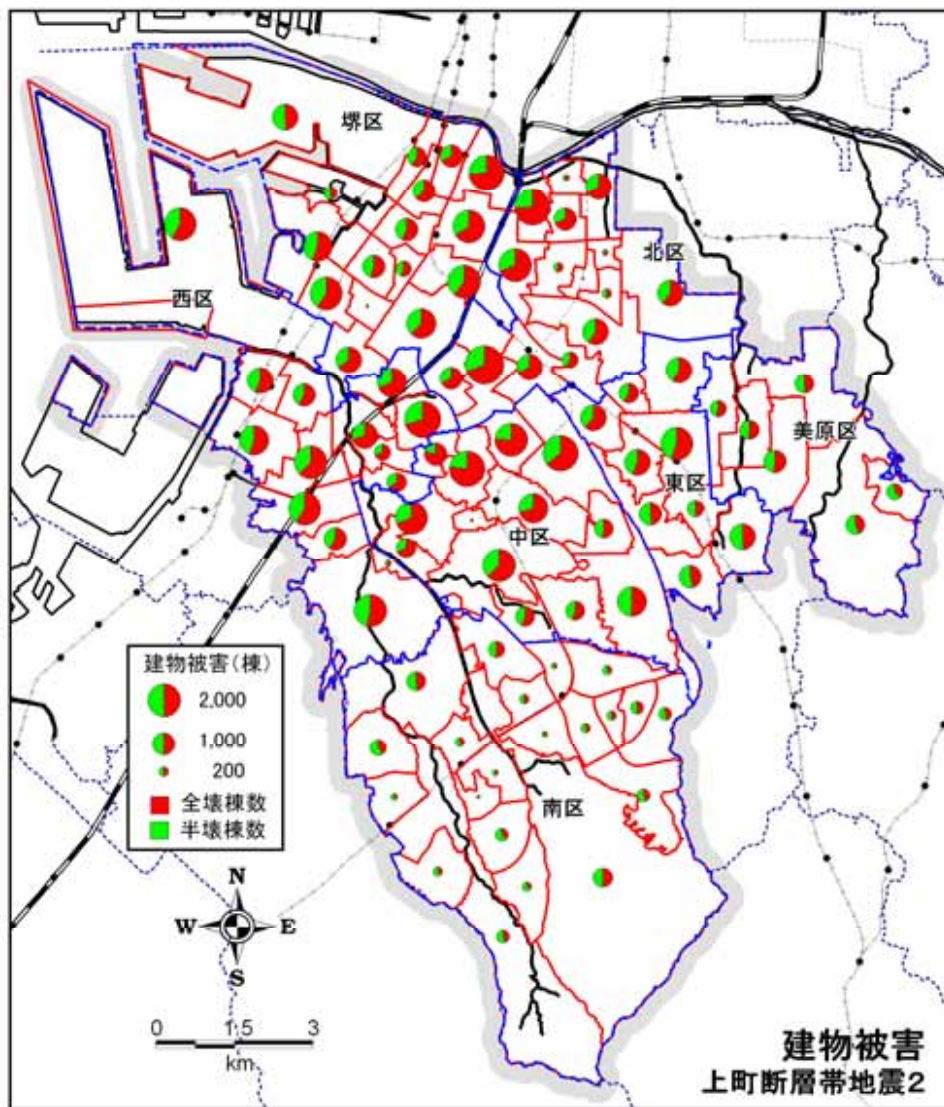 堺区
北区
西区
美原区
東区
中区
建物被害(棟)
2,000
1,000
200
全壊棟数
半壊棟数
南区
N
W E
S
0 1.5 3
km
建物被害
上町断層帯地震2